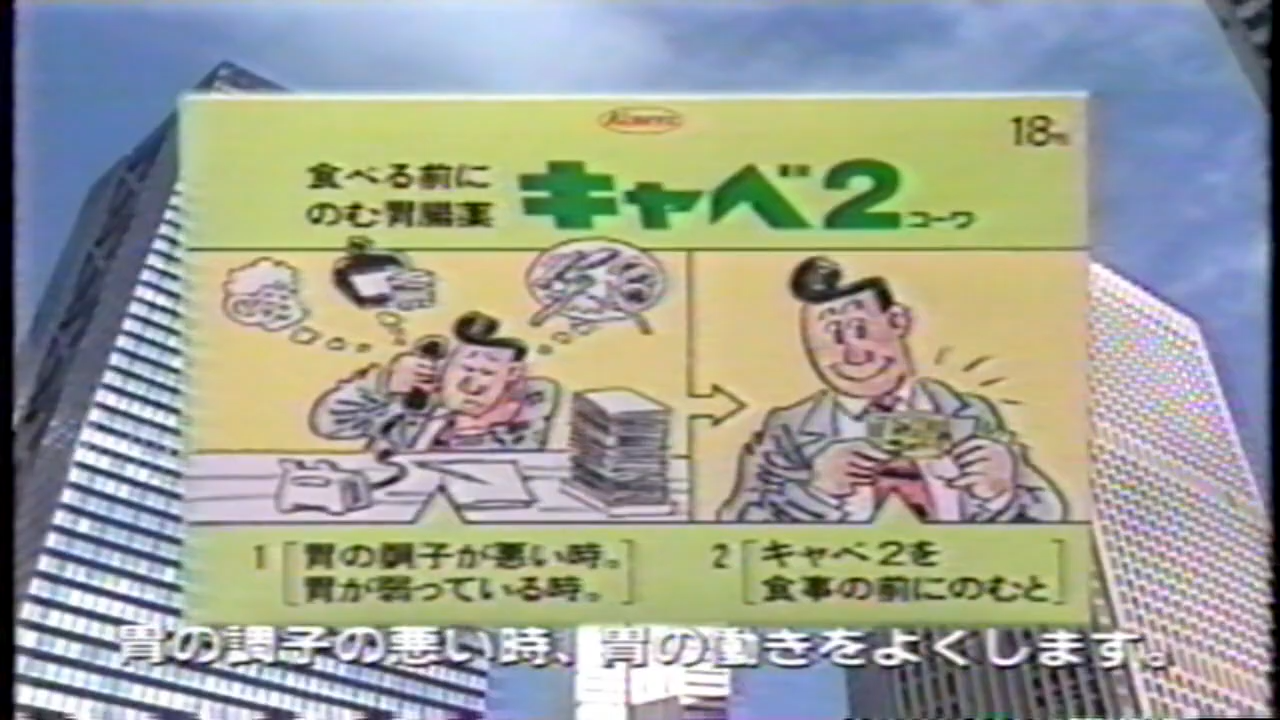 Kowa
18包
食べる前に
のむ胃腸薬
キャベ2コーワ
1 胃の調子が悪い時。
胃が弱っている時。
2 キャベ2を
食事の前にのむと
胃の調子の悪い時、胃の働きをよくします。